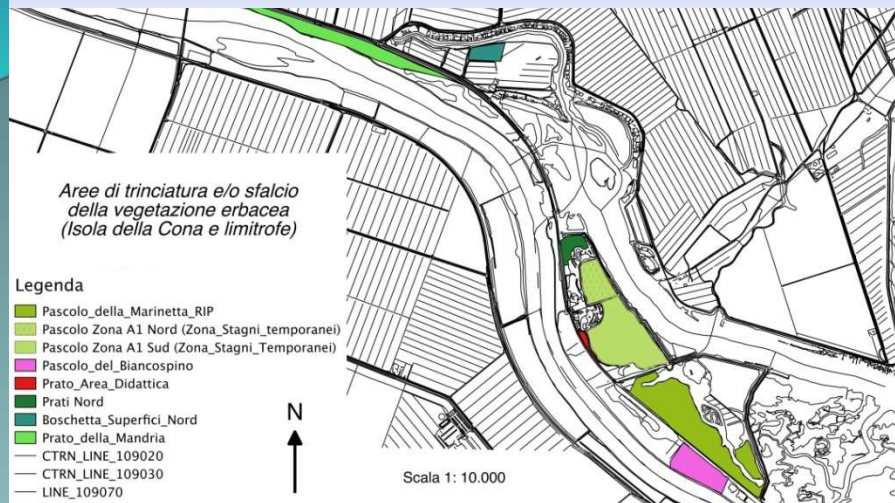 Aree di trinciatura e/o sfalcio
della vegetazione erbacea
(Isola della Cona e limitrofe)
Legenda
Pascolo_della_Marinetta_RIP
Pascolo Zona A1 Nord (Zona_Stagni_temporanei)
Pascolo Zona A1 Sud (Zona_Stagni_Temporanei)
Pascolo_del_Biancospino
Prato_Area_Didattica
Prati Nord
Boschetta_Superfici_Nord
Prato_della_Mandria
CTRN_LINE_109020
CTRN_LINE_109030
LINE_109070
N
Scala 1: 10.000